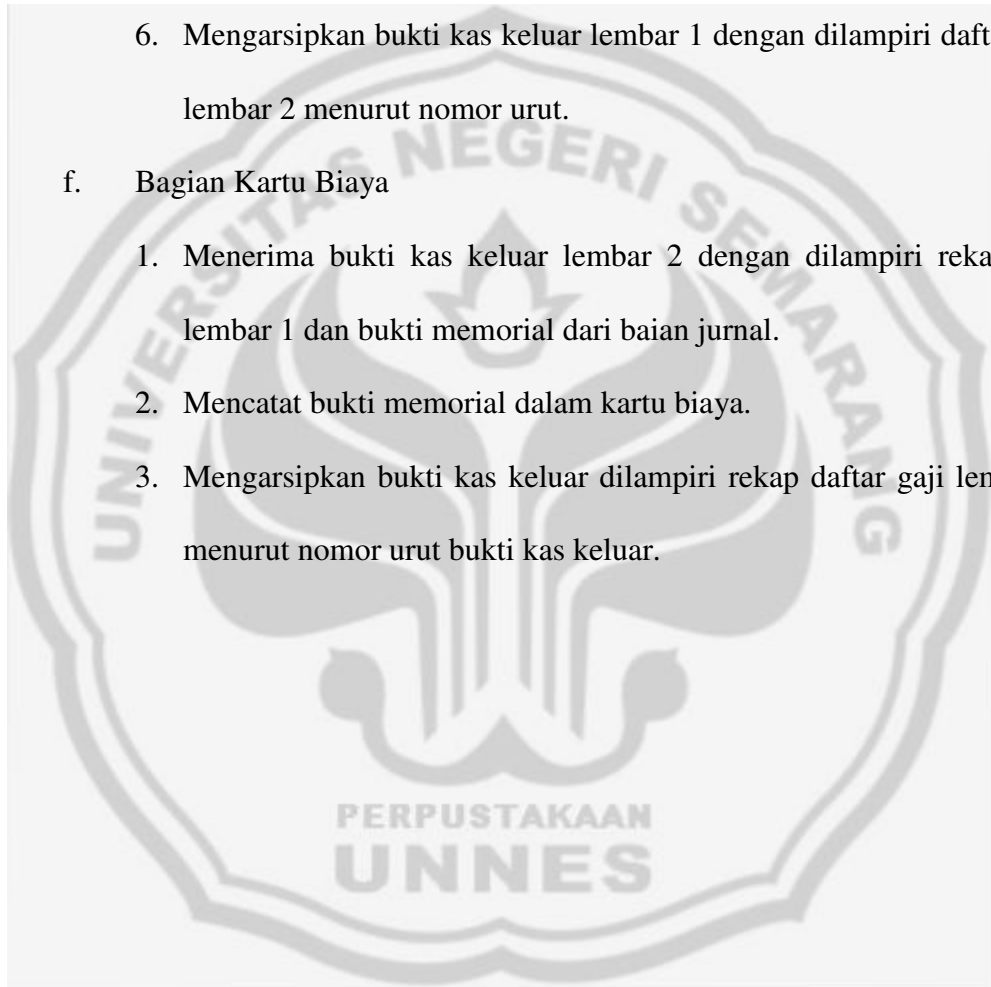 6. Mengarsipkan bukti kas keluar lembar 1 dengan dilampiri daft
lembar 2 menurut nomor urut.
f. Bagian Kartu Biaya
1. Menerima bukti kas keluar lembar 2 dengan dilampiri reka
lembar 1 dan bukti memorial dari baian jurnal.
2. Mencatat bukti memorial dalam kartu biaya.
3. Mengarsipkan bukti kas keluar dilampiri rekap daftar gaji len
menurut nomor urut bukti kas keluar.
UNIVERSITAS NEGERI SEMARANG
PERPUSTAKAAN
UNNES